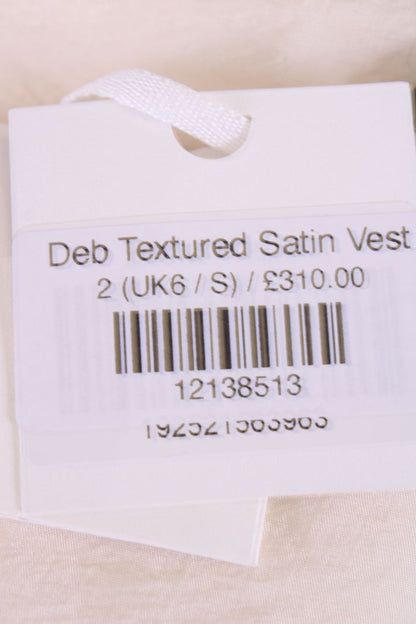 Deb Textured Satin Vest
2 (UK6 / S) / £310.00
12138513